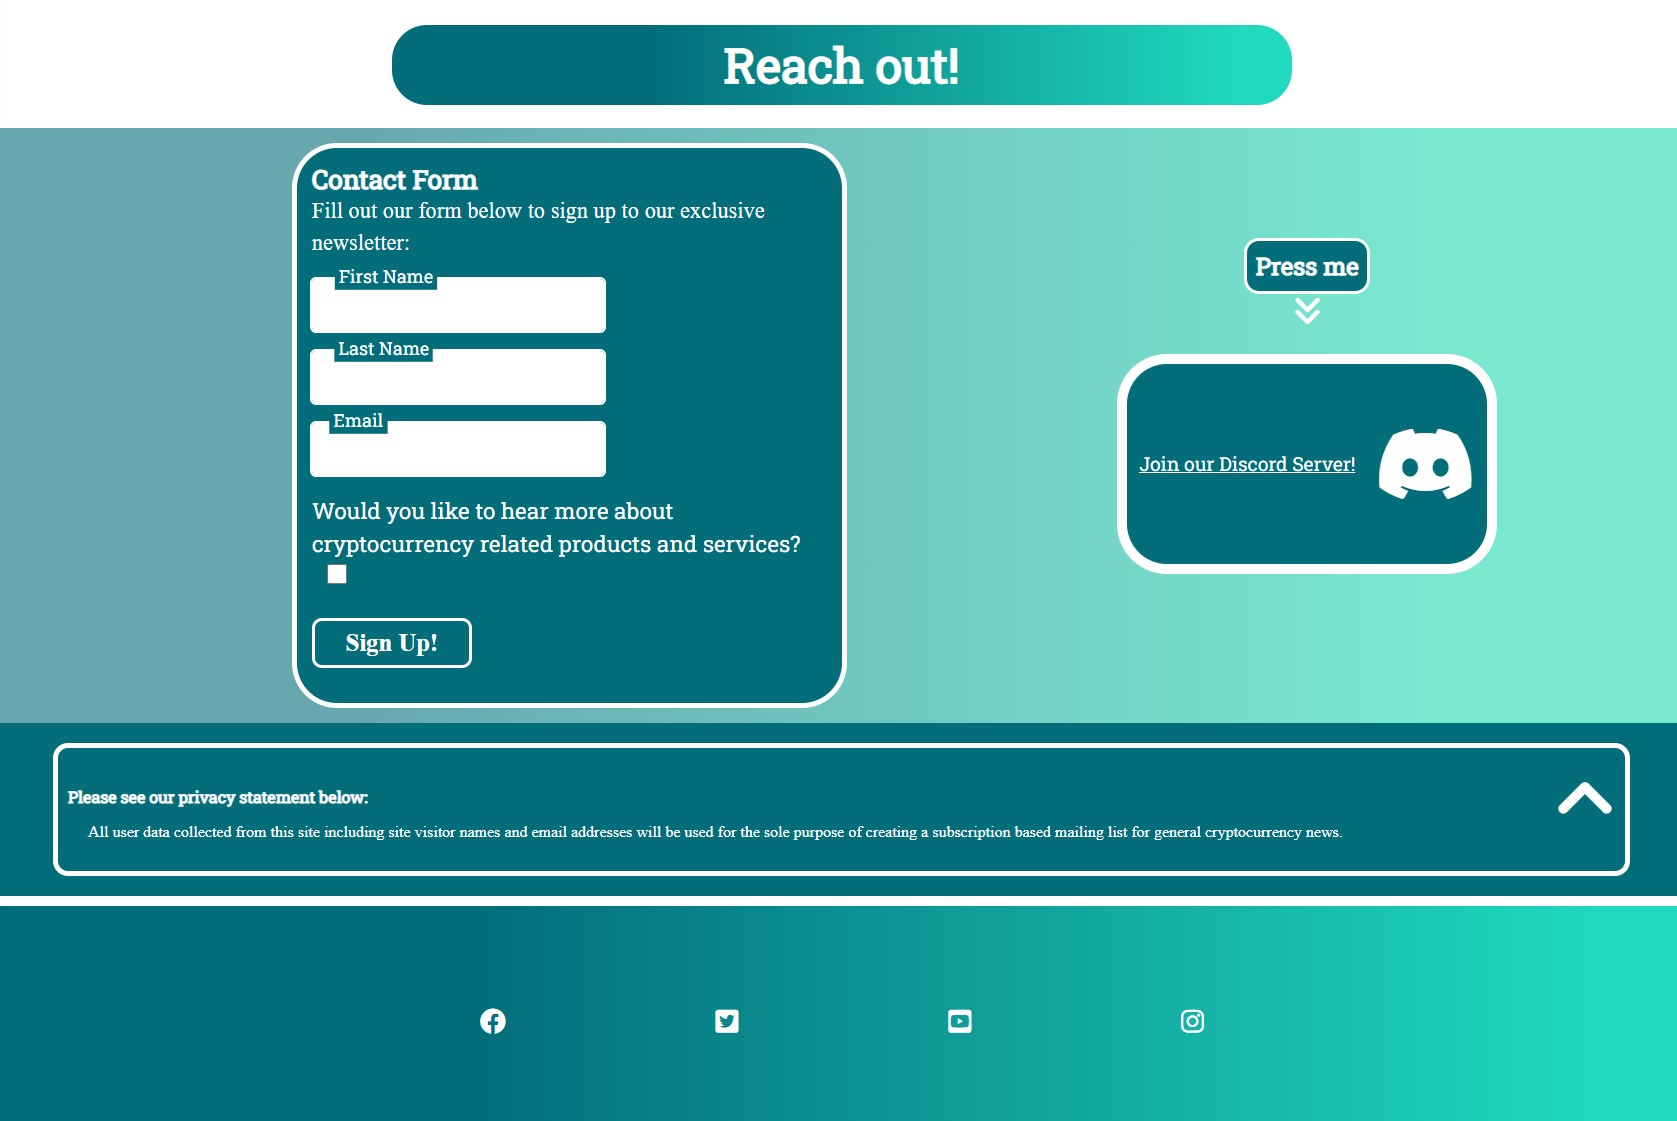 Reach out!
Contact Form
Fill out our form below to sign up to our exclusive
newsletter:
First Name
Last Name
Email
Would you like to hear more about
cryptocurrency related products and services?
Sign Up!
Press me
Join our Discord Server!
Please see our privacy statement below:
All user data collected from this site including site visitor names and email addresses will be used for the sole purpose of creating a subscription based mailing list for general cryptocurrency news.